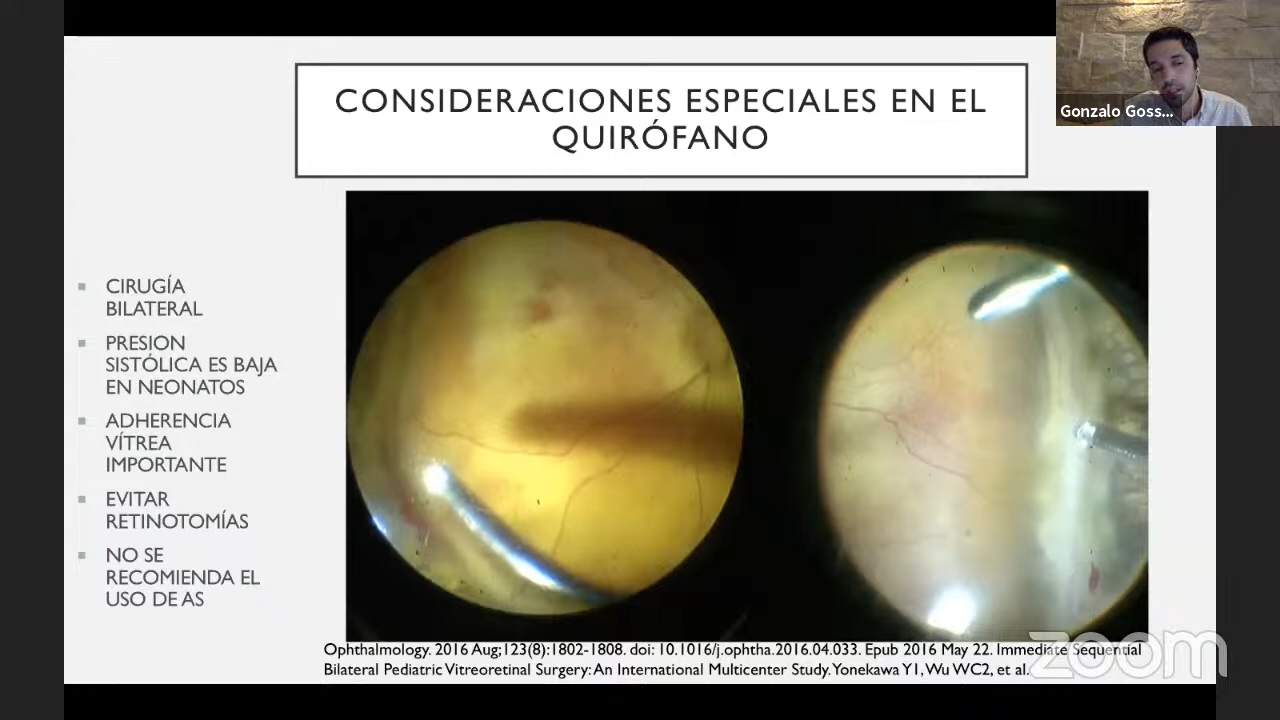 CONSIDERACIONES ESPECIALES EN EL
QUIRÓFANO
Gonzalo Goss...
▪ CIRUGÍA
BILATERAL
▪ PRESION
SISTÓLICA ES BAJA
EN NEONATOS
▪ ADHERENCIA
VÍTREA
IMPORTANTE
▪ EVITAR
RETINOTOMÍAS
▪ NO SE
RECOMIENDA EL
USO DE AS
Ophthalmology. 2016 Aug;123(8):1802-1808. doi: 10.1016/j.ophtha.2016.04.033. Epub 2016 May 22. Immediate Sequential
Bilateral Pediatric Vitreoretinal Surgery: An International Multicenter Study. Yonekawa Y1, Wu WC2, et al.
zoom